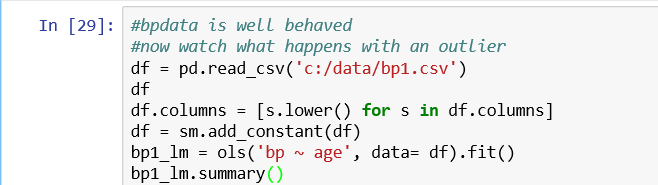 In [29]: #bpdata is well behaved
#now watch what happens with an outlier
df = pd.read_csv('c:/data/bp1.csv')
df
df.columns = [s.lower() for s in df.columns]
df = sm.add_constant(df)
bp1_lm = ols('bp ~ age', data= df).fit()
bp1_lm.summary()